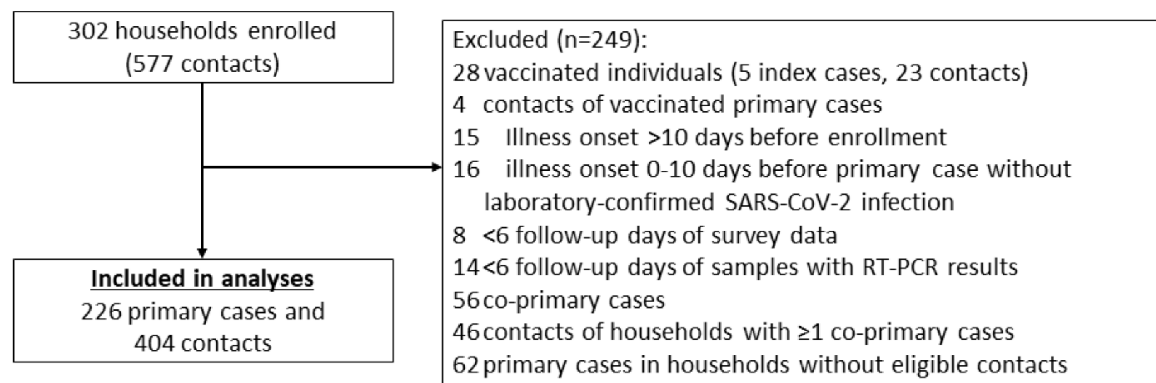 302 households enrolled
(577 contacts)
Excluded (n=249):
28 vaccinated individuals (5 index cases, 23 contacts)
4 contacts of vaccinated primary cases
15 Illness onset >10 days before enrollment
16 illness onset 0-10 days before primary case without
laboratory-confirmed SARS-CoV-2 infection
8 <6 follow-up days of survey data
14 <6 follow-up days of samples with RT-PCR results
56 co-primary cases
46 contacts of households with ≥1 co-primary cases
62 primary cases in households without eligible contacts
Included in analyses
226 primary cases and
404 contacts